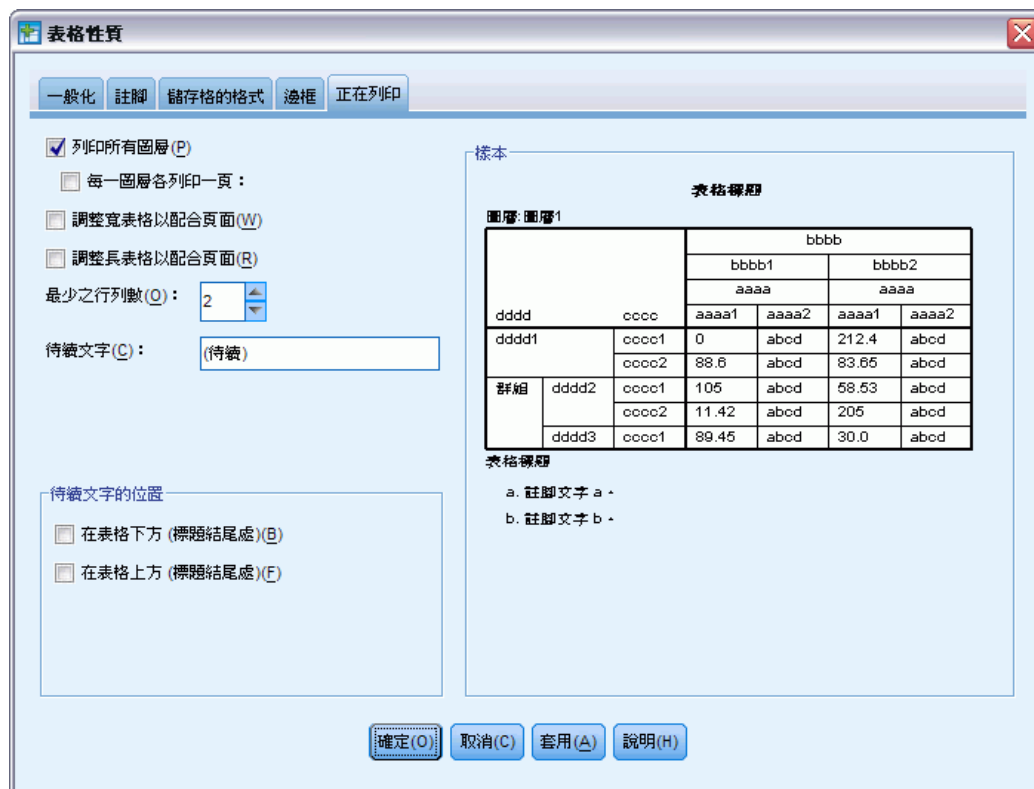 表格性質
一般化 註腳 儲存格的格式 邊框 正在列印
列印所有圖層(P)
每一圖層各列印一頁：
調整寬表格以配合頁面(W)
調整長表格以配合頁面(R)
最少之行列數(O)： 2
待續文字(C)： (待續)
待續文字的位置
在表格下方 (標題結尾處)(B)
在表格上方 (標題結尾處)(F)
樣本
表格標題
圖層:圖層1
bbbb
bbbb1 bbbb2
aaaa aaaa
dddd cccc aaaa1 aaaa2 aaaa1 aaaa2
dddd1 cccc1 0 abcd 212.4 abcd
cccc2 88.6 abcd 83.65 abcd
群組 dddd2 cccc1 105 abcd 58.53 abcd
cccc2 11.42 abcd 205 abcd
dddd3 cccc1 89.45 abcd 30.0 abcd
表格標題
a. 註腳文字 a。
b. 註腳文字 b。
確定(O) 取消(C) 套用(A) 說明(H)